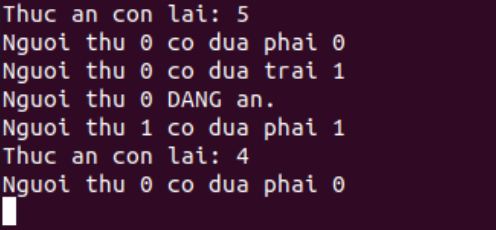 Thuc an con lai: 5
Nguoi thu 0 co dua phai 0
Nguoi thu 0 co dua trai 1
Nguoi thu 0 DANG an.
Nguoi thu 1 co dua phai 1
Thuc an con lai: 4
Nguoi thu 0 co dua phai 0